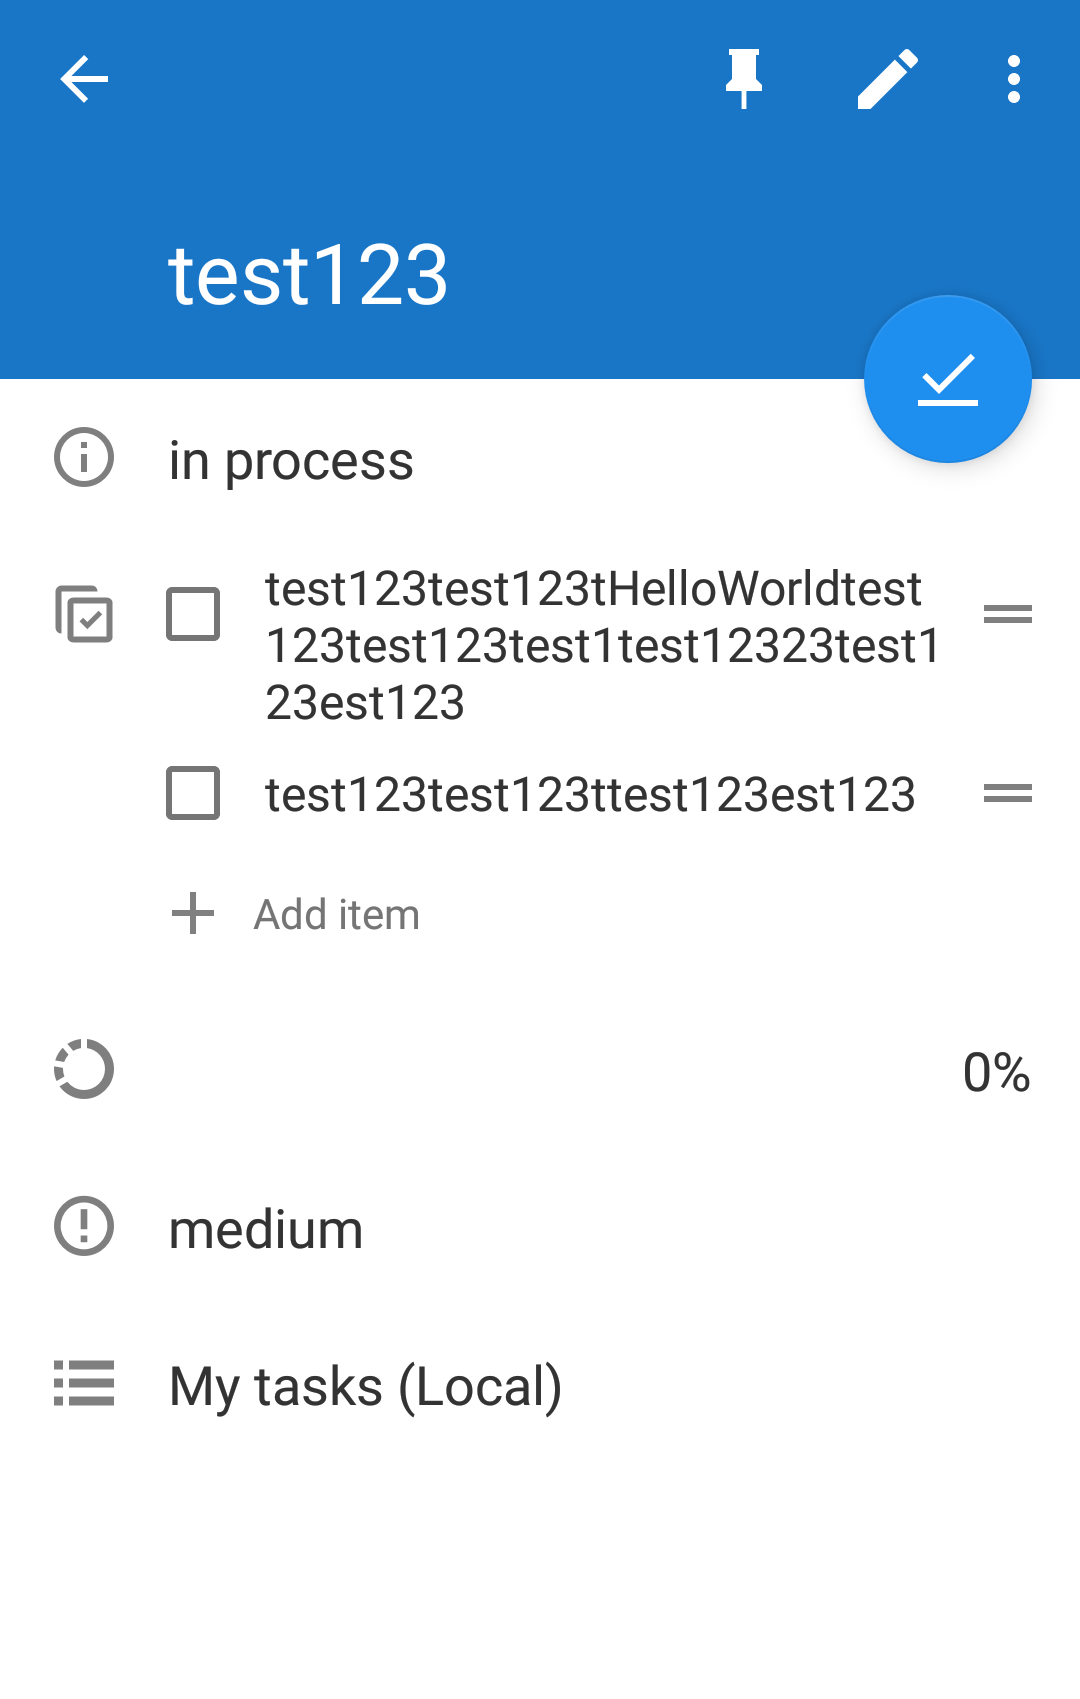 test123
in process
test123test123tHelloWorldtest
123test123test1test12323test1
23est123
test123test123ttest123est123
Add item
0%
medium
My tasks (Local)